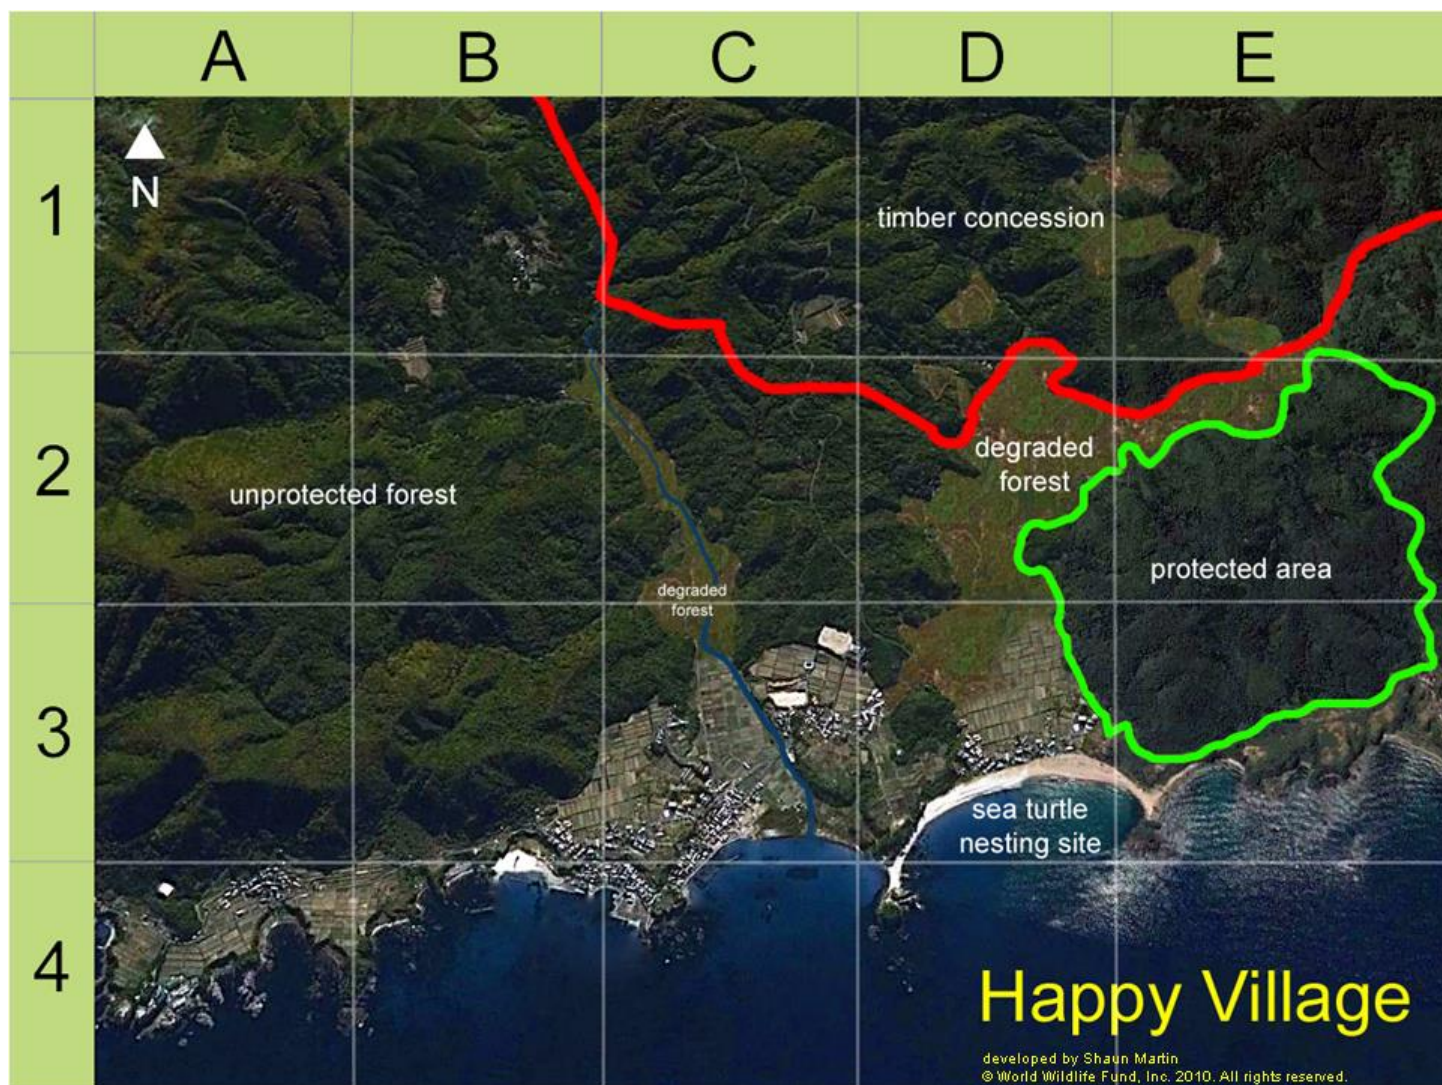 A B C D E
1
N
timber concession
2
degraded
forest
unprotected forest
protected area
degraded
forest
3
sea turtle
nesting site
4
Happy Village
developed by Shaun Martin
© World Wildlife Fund, Inc. 2010. All rights reserved.